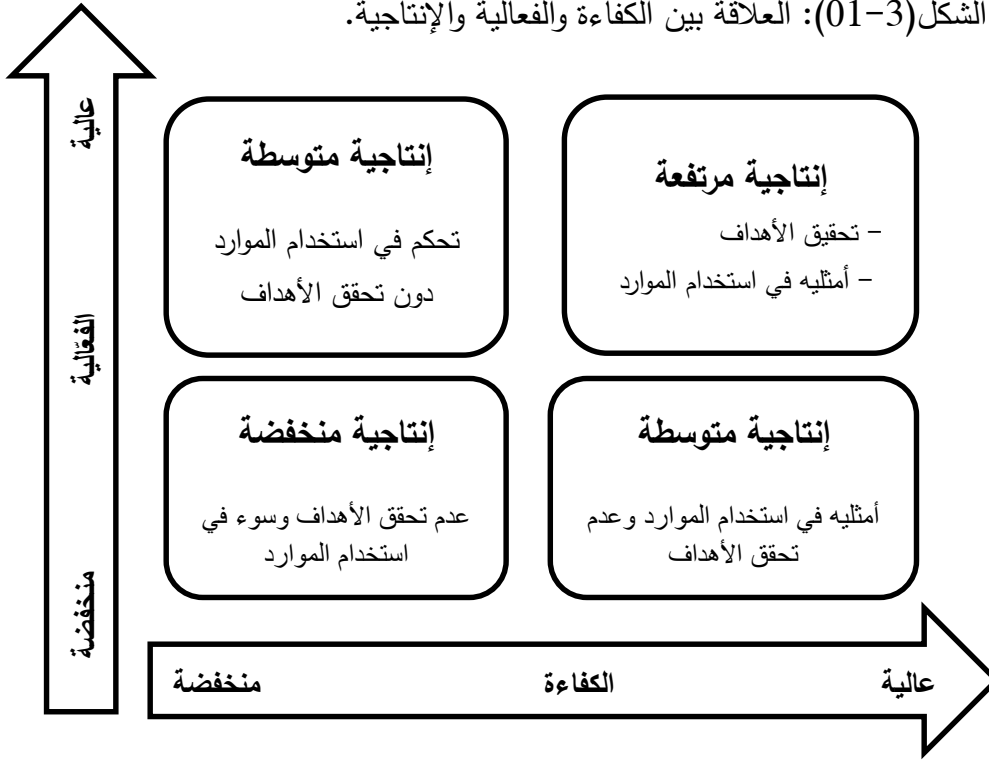 الشكل(3-01): العلاقة بين الكفاءة والفعالية والإنتاجية.
إنتاجية مرتفعة
- تحقيق الأهداف
- أمثليه في استخدام الموارد
إنتاجية متوسطة
تحكم في استخدام الموارد
دون تحقق الأهداف
إنتاجية متوسطة
أمثليه في استخدام الموارد وعدم
تحقق الأهداف
إنتاجية منخفضة
عدم تحقق الأهداف وسوء في
استخدام الموارد
عالية
الفعّالية
منخفضة
منخفضة
الكفاءة
عالية